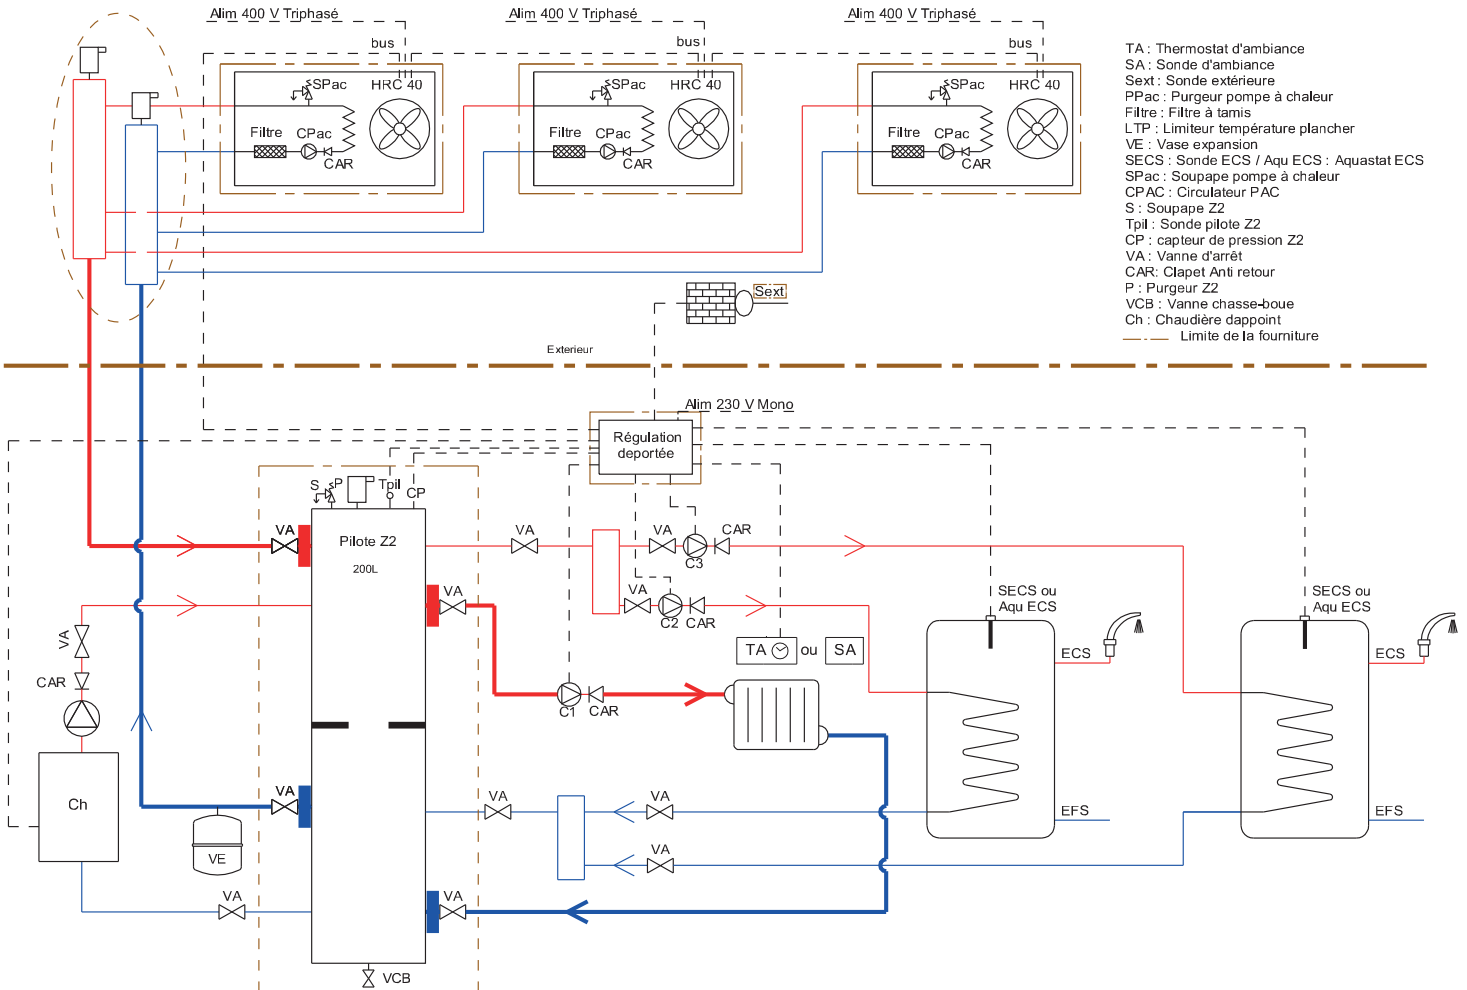 Alim 400 V Triphasé
Alim 400 V Triphasé
Alim 400 V Triphasé
bus
bus
bus
SPac
HRC 40
Filtre
CPac
CAR
SPac
HRC 40
Filtre
CPac
CAR
SPac
HRC 40
Filtre
CPac
CAR
TA : Thermostat d'ambiance
SA : Sonde d'ambiance
Sext : Sonde extérieure
PPac : Purgeur pompe à chaleur
Filtre : Filtre à tamis
LTP : Limiteur température plancher
VE : Vase expansion
SECS : Sonde ECS / Aqu ECS : Aquastat ECS
SPac : Soupape pompe à chaleur
CPAC : Circulateur PAC
S : Soupape Z2
Tpil : Sonde pilote Z2
CP : capteur de pression Z2
VA : Vanne d'arrêt
CAR: Clapet Anti retour
P : Purgeur Z2
VCB : Vanne chasse-boue
Ch : Chaudière dappoint
Limite de la fourniture
Sext
Exterieur
Alim 230 V Mono
Régulation
deportée
S
P
Tpil
CP
VA
Pilote Z2
200L
VA
VA
CAR
C3
VA
VA
C2
CAR
SECS ou
Aqu ECS
SECS ou
Aqu ECS
VA
CAR
TA
ou
SA
ECS
ECS
C1
CAR
Ch
VA
VE
VA
VA
EFS
EFS
VA
VA
VA
VCB